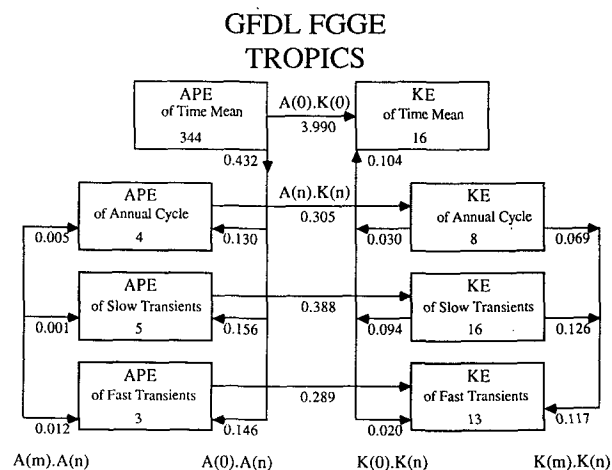 GFDL FGGE
TROPICS
APE A(0).K(0) KE
of Time Mean of Time Mean
344 3.990 16
0.432 0.104
APE A(n).K(n) KE
of Annual Cycle 0.305 of Annual Cycle
0.005 4 0.130 0.030 8 0.069
APE KE
of Slow Transients 0.388 of Slow Transients
0.001 5 0.156 0.094 16 0.126
APE KE
of Fast Transients 0.289 of Fast Transients
0.012 3 0.146 0.020 13 0.117
A(m).A(n) A(0).A(n) K(0).K(n) K(m).K(n)